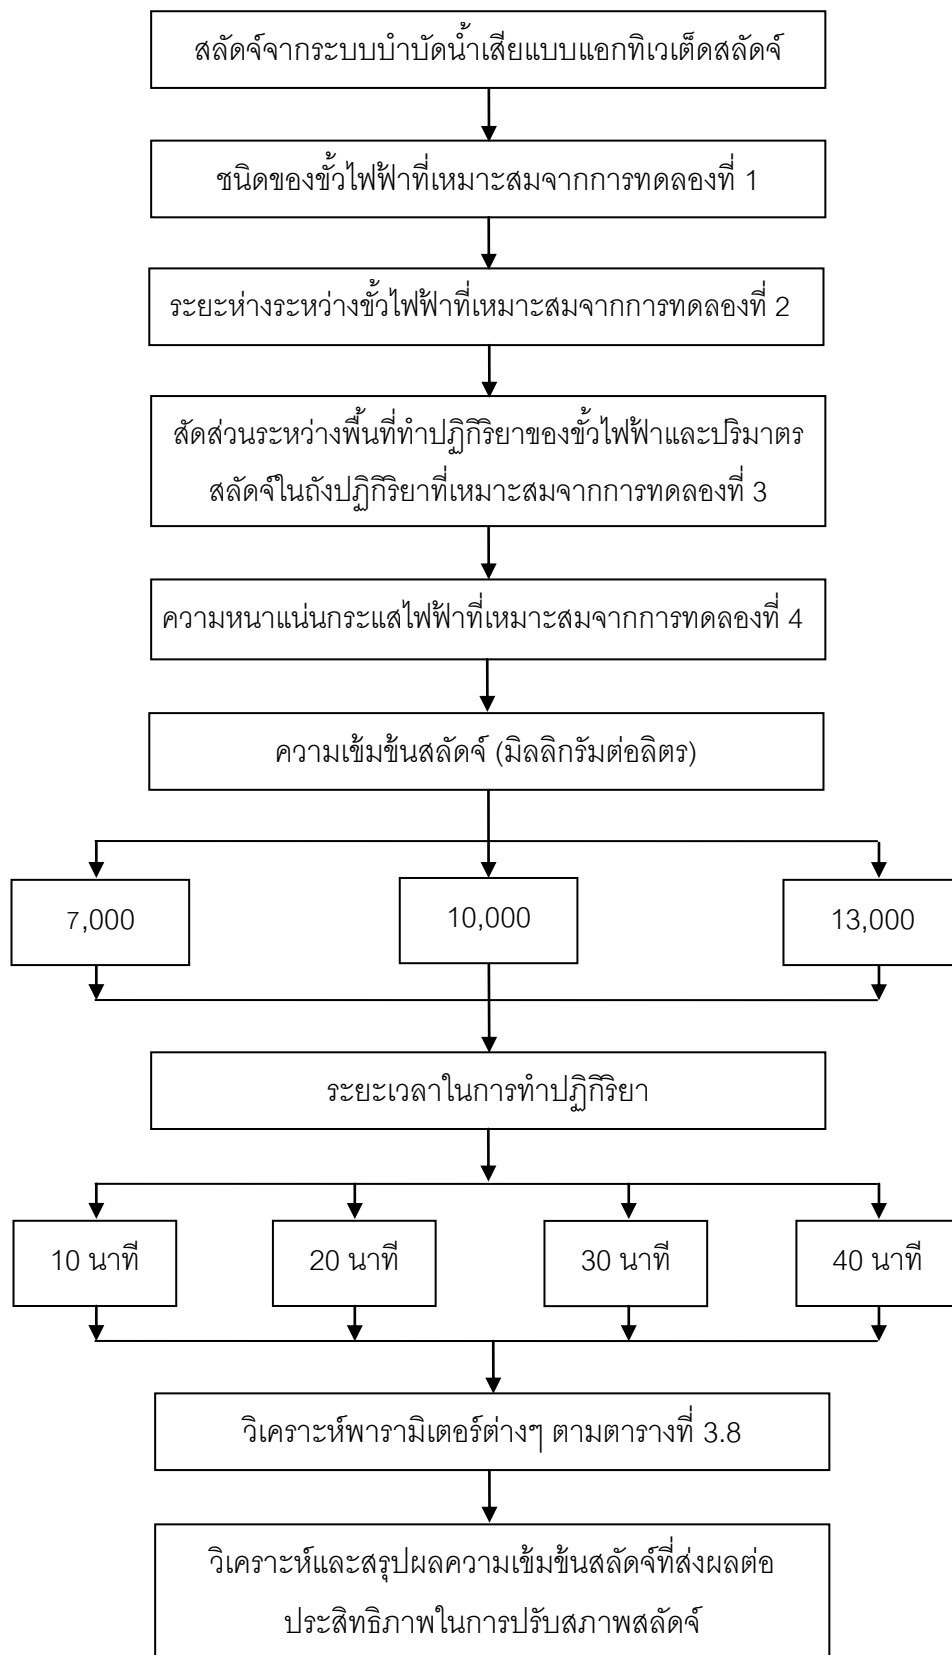 สลัดจ์จากระบบบำบัดน้ำเสียแบบแอกทิเวเต็ดสลัดจ์
ชนิดของขั้วไฟฟ้าที่เหมาะสมจากการทดลองที่ 1
ระยะห่างระหว่างขั้วไฟฟ้าที่เหมาะสมจากการทดลองที่ 2
สัดส่วนระหว่างพื้นที่ทำปฏิกิริยาของขั้วไฟฟ้าและปริมาตร
สลัดจ์ในถังปฏิกิริยาที่เหมาะสมจากการทดลองที่ 3
ความหนาแน่นกระแสไฟฟ้าที่เหมาะสมจากการทดลองที่ 4
ความเข้มข้นสลัดจ์ (มิลลิกรัมต่อลิตร)
7,000
10,000
13,000
ระยะเวลาในการทำปฏิกิริยา
10 นาที
20 นาที
30 นาที
40 นาที
วิเคราะห์พารามิเตอร์ต่างๆ ตามตารางที่ 3.8
วิเคราะห์และสรุปผลความเข้มข้นสลัดจ์ที่ส่งผลต่อ
ประสิทธิภาพในการปรับสภาพสลัดจ์